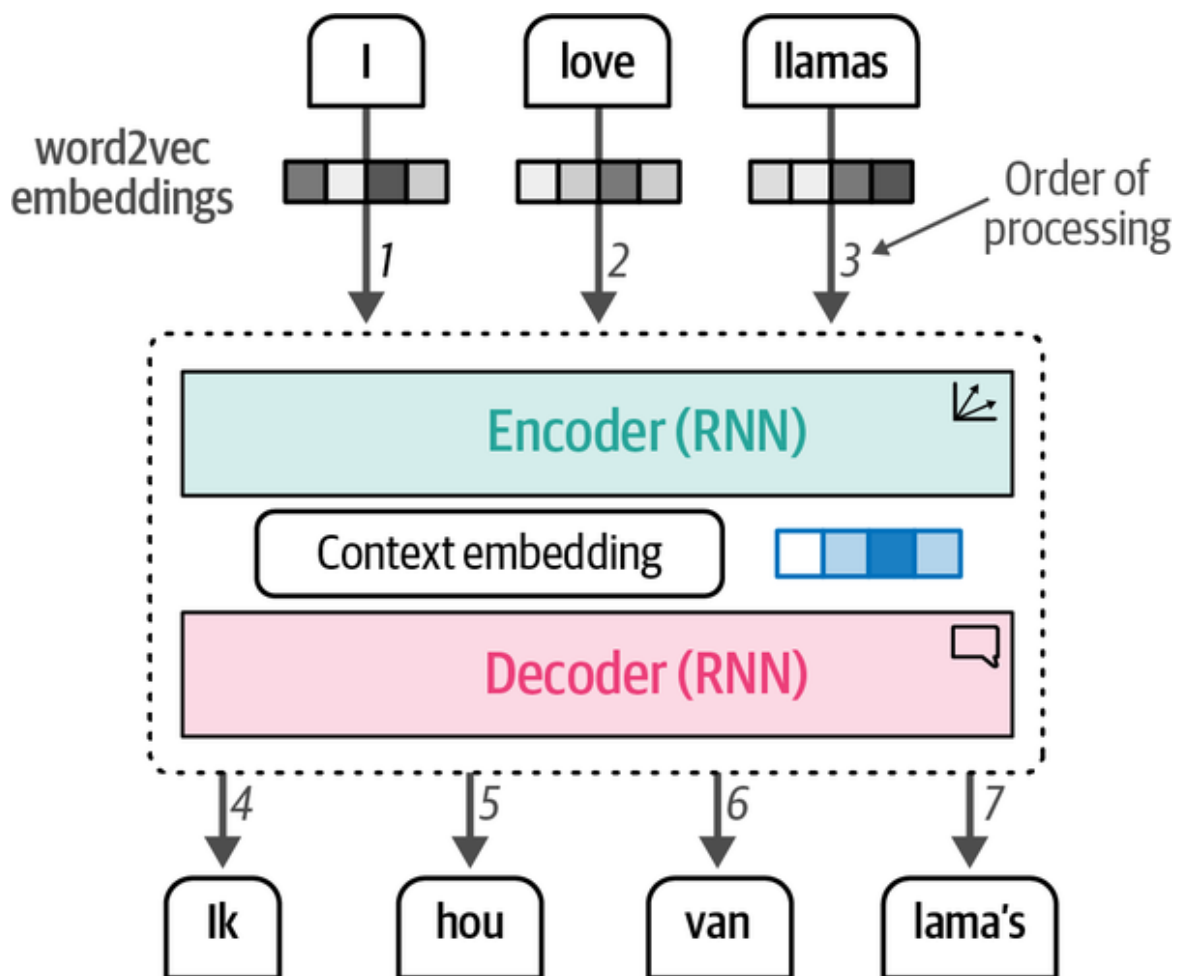 I
love
llamas
word2vec
embeddings
Order of
processing
1
2
3
Encoder (RNN)
Context embedding
Decoder (RNN)
4
5
6
7
Ik
hou
van
lama's